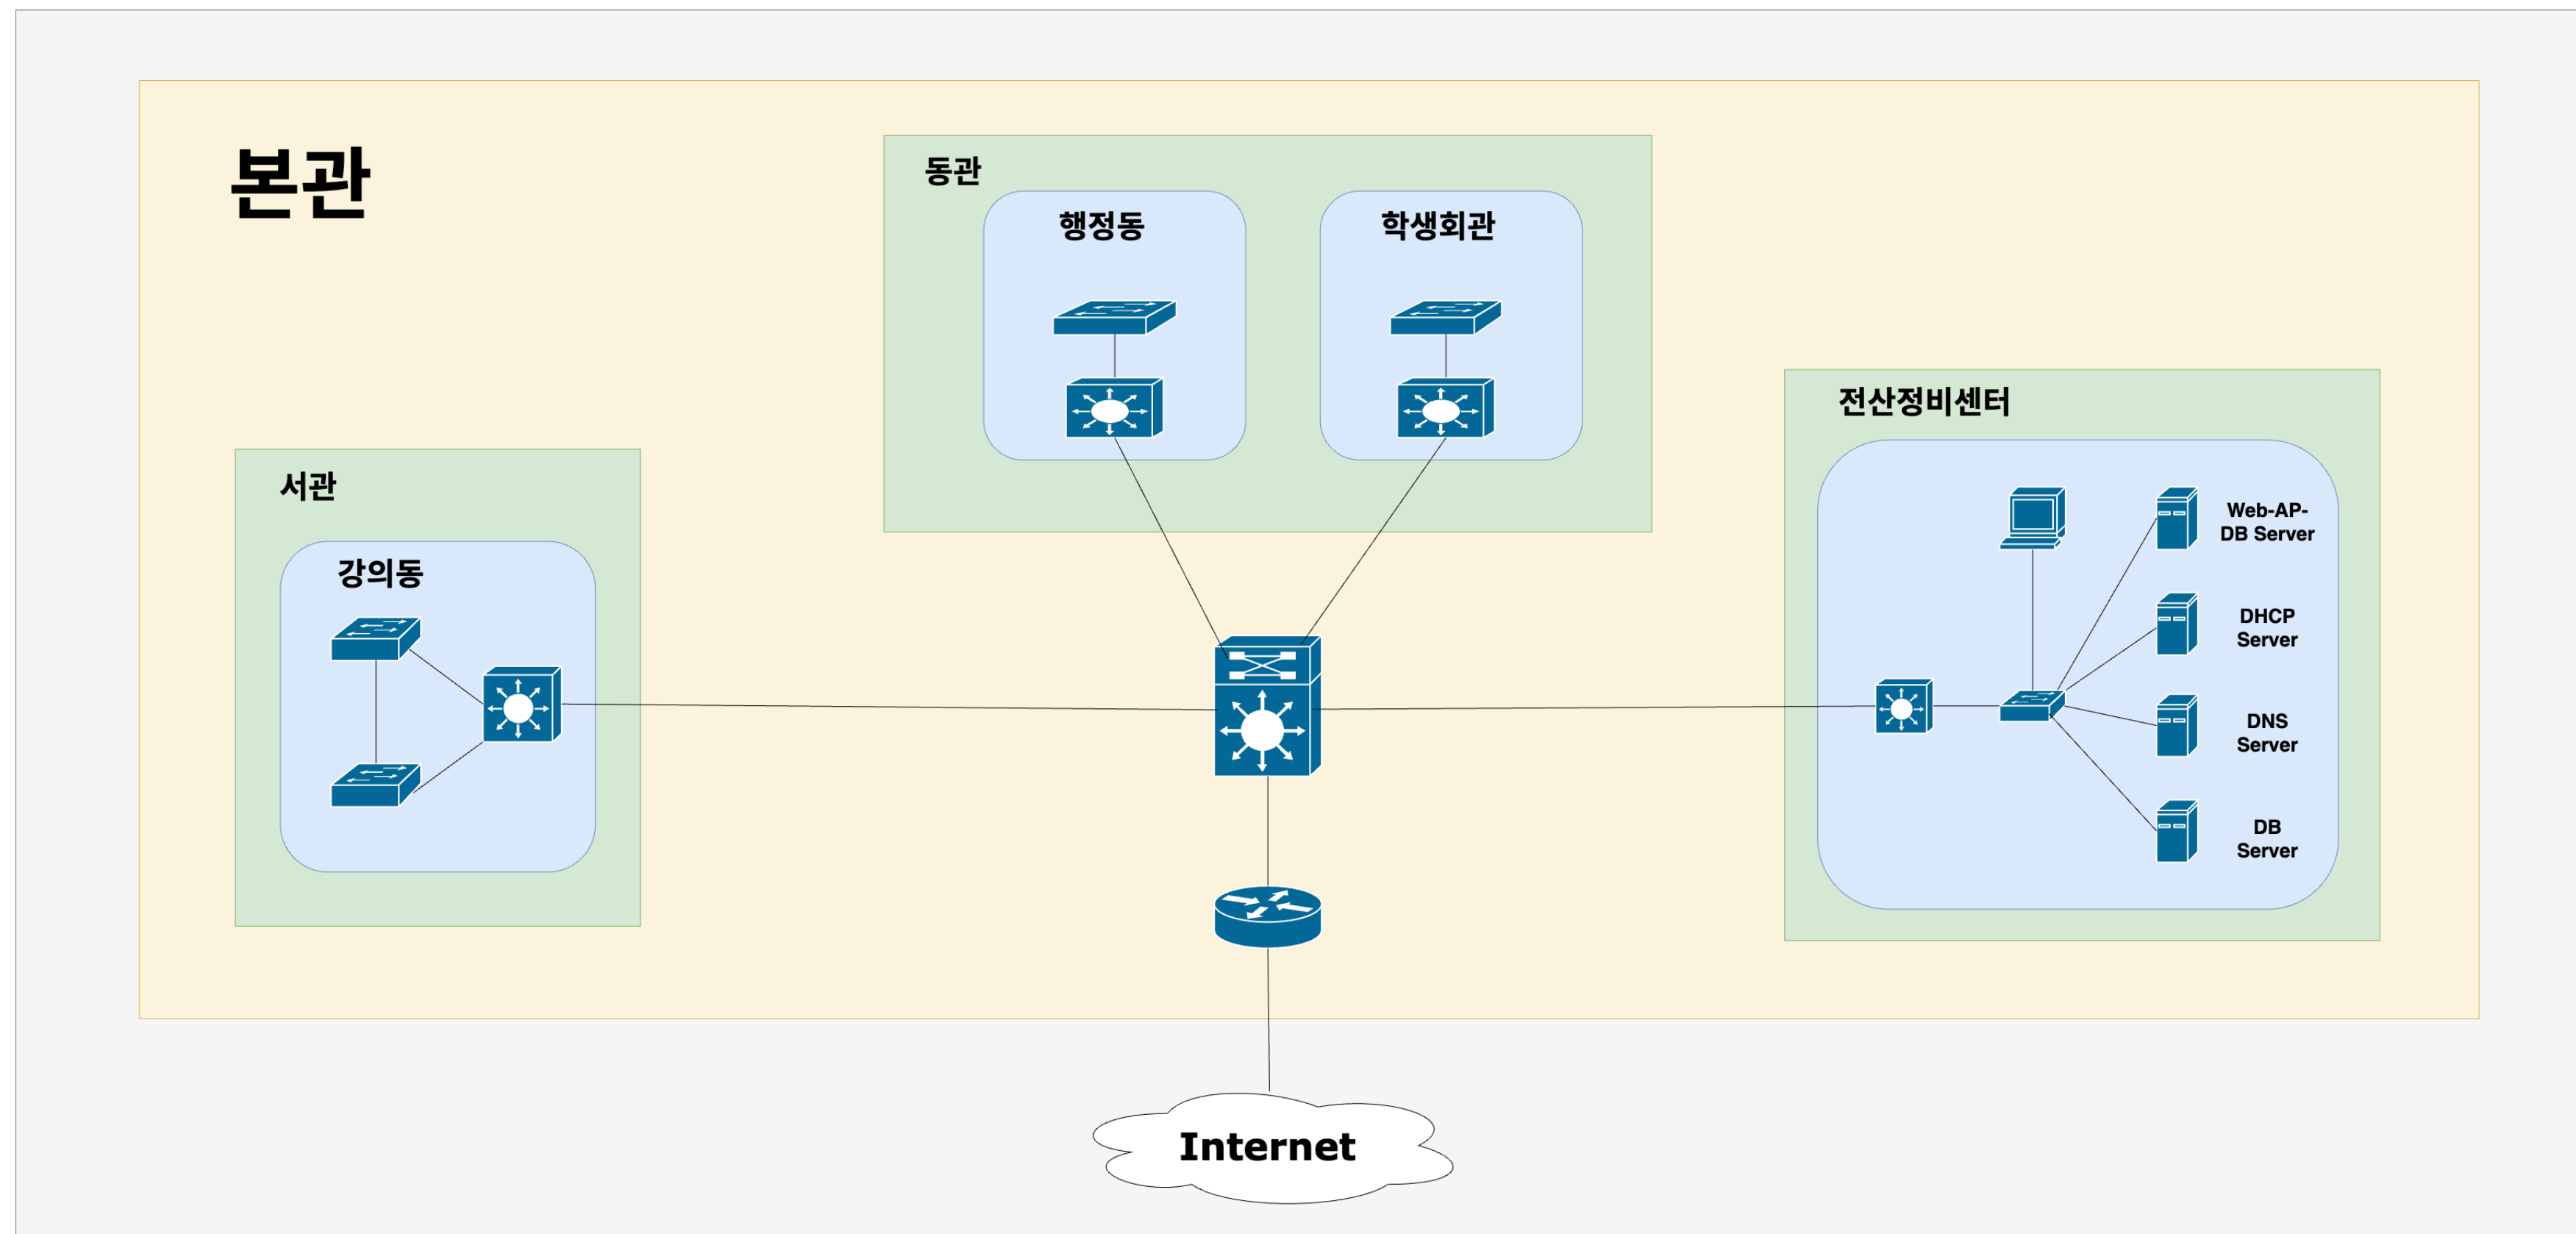 본관
동관
행정동
학생회관
전산정비센터
서관
강의동
Web-AP-
DB Server
DHCP
Server
DNS
Server
DB
Server
Internet